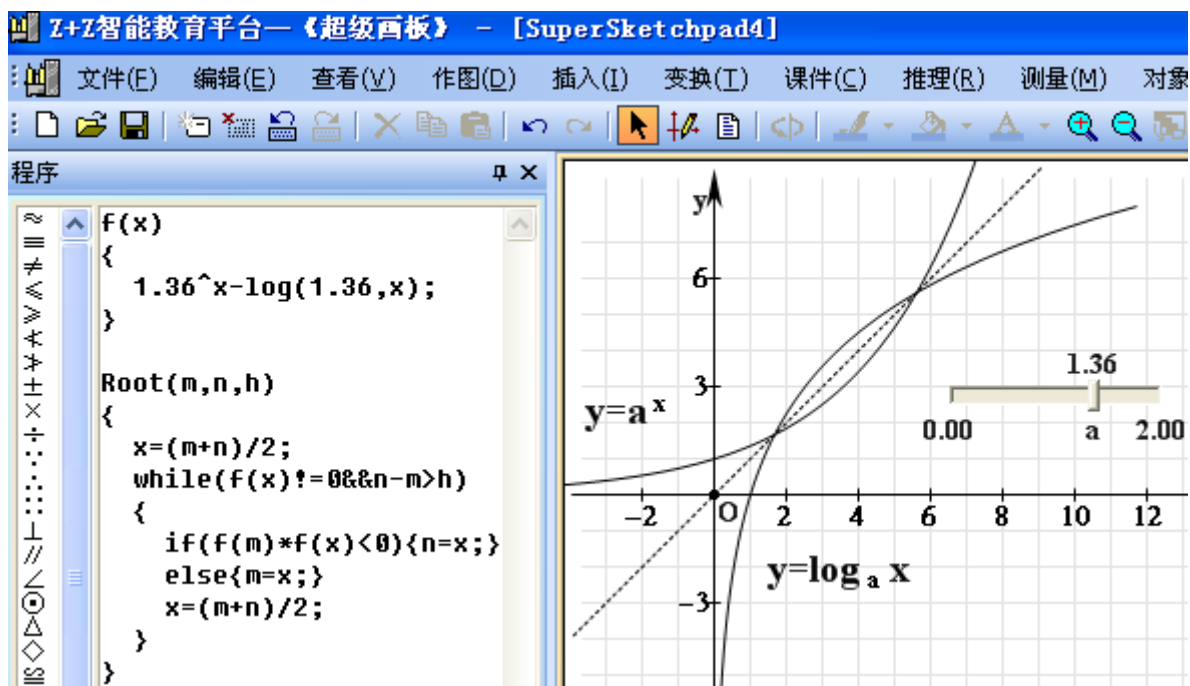 Z+Z智能教育平台—《超级画板》 - [SuperSketchpad4]
文件(F) 编辑(E) 查看(V) 作图(D) 插入(I) 变换(T) 课件(C) 推理(R) 测量(M) 对象
程序
f(x)
{
1.36^x-log(1.36,x);
}
Root(m,n,h)
{
x=(m+n)/2;
while(f(x)!=0&&n-m>h)
{
if(f(m)*f(x)<0){n=x;}
else{m=x;}
x=(m+n)/2;
}
}
≈
≡
≠
≤
≥
≮
≯
±
×
÷
∵
∴
∷
⊥
//
∠
⊙
△
◇
≌
y
6
3
-3
-2 O 2 4 6 8 10 12
y=a^x
y=log_a x
1.36
0.00 a 2.00